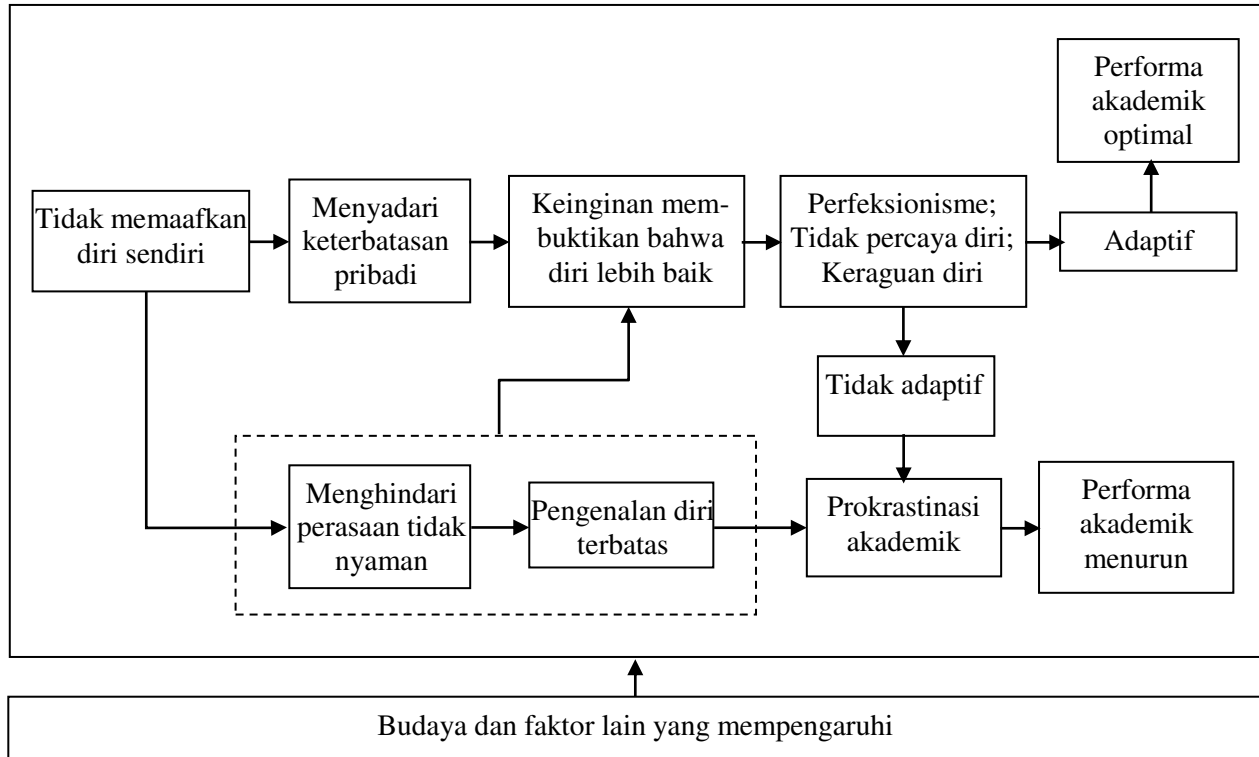 Performa
akademik
optimal
Tidak memaafkan
diri sendiri
Menyadari
keterbatasan
pribadi
Keinginan mem-
buktikan bahwa
diri lebih baik
Perfeksionisme;
Tidak percaya diri;
Keraguan diri
Adaptif
Tidak adaptif
Menghindari
perasaan tidak
nyaman
Pengenalan diri
terbatas
Prokrastinasi
akademik
Performa
akademik
menurun
Budaya dan faktor lain yang mempengaruhi